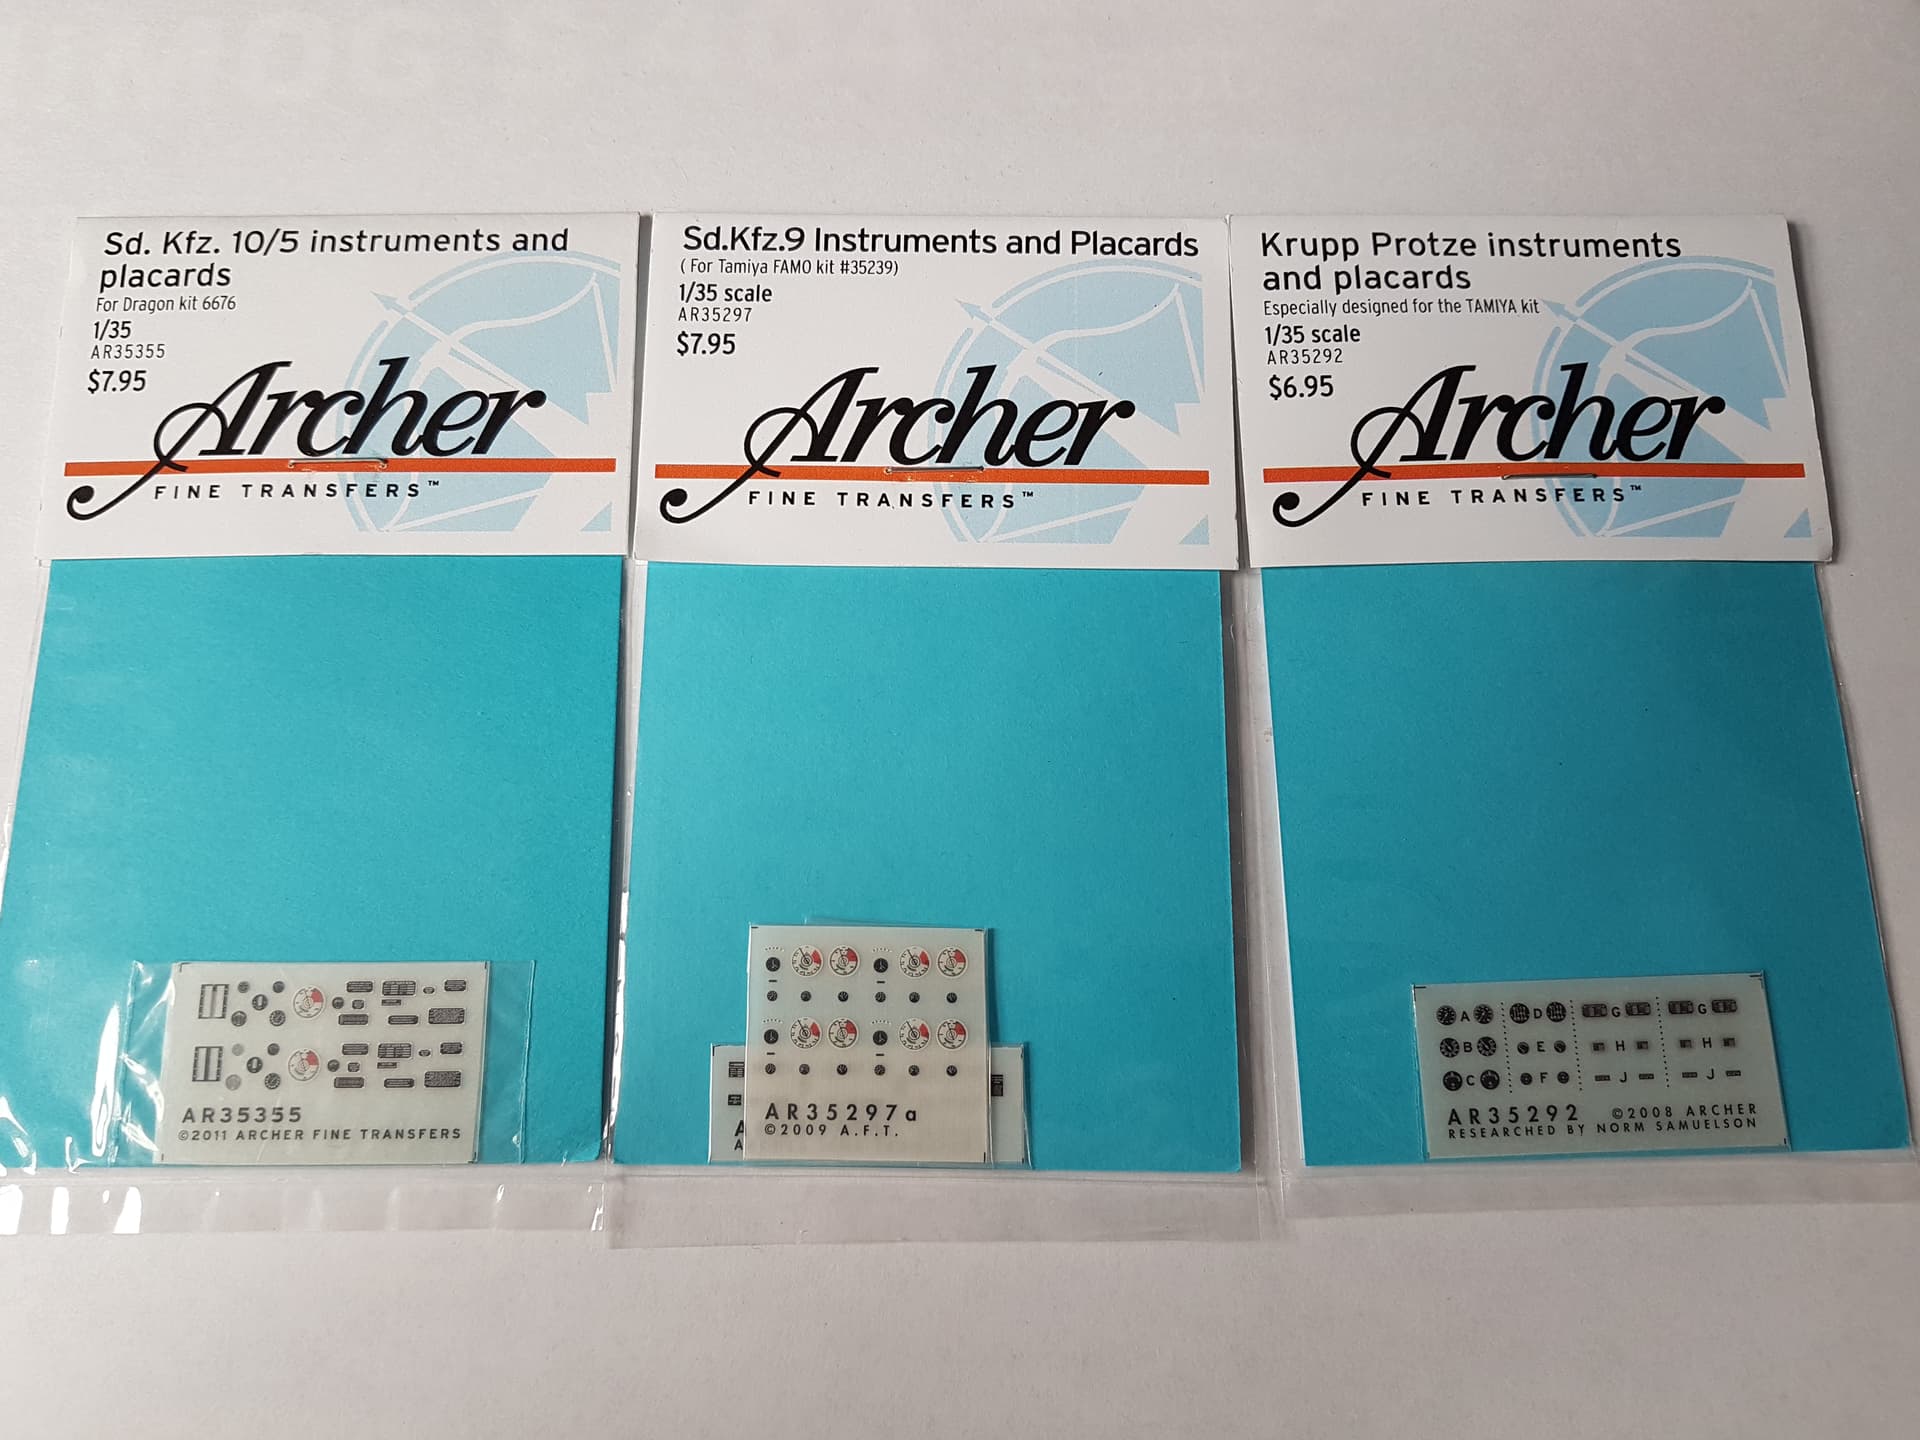 Sd. Kfz. 10/5 instruments and
placards
For Dragon kit 6676
1/35
AR35355
$7.95
Archer
FINE TRANSFERS™
AR35355
©2011 ARCHER FINE TRANSFERS
Sd.Kfz.9 Instruments and Placards
( For Tamiya FAMO kit #35239)
1/35 scale
AR35297
$7.95
Archer
FINE TRANSFERS™
A
A
AR35297a
©2009 A.F.T.
Krupp Protze instruments
and placards
Especially designed for the TAMIYA kit
1/35 scale
AR35292
$6.95
Archer
FINE TRANSFERS™
A D G G
B E H H
C F J J
AR35292 ©2008 ARCHER
RESEARCHED BY NORM SAMUELSON